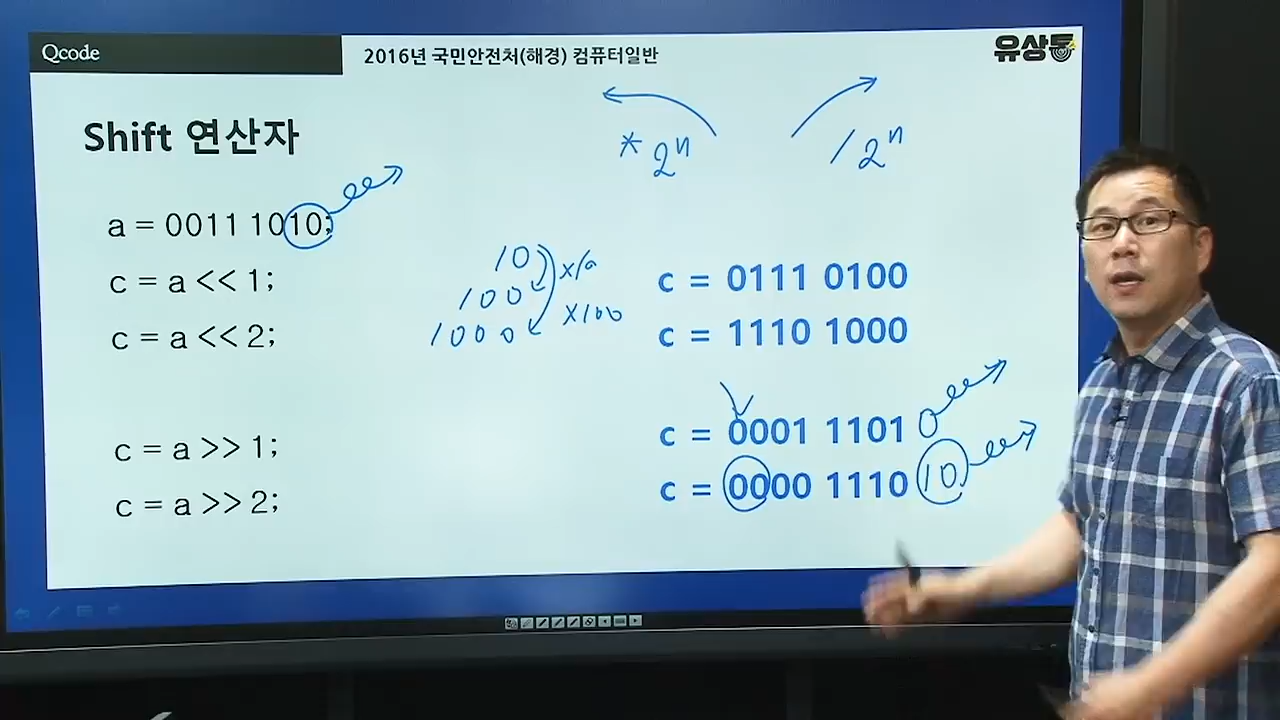 Qcode
2016년 국민안전처(해경) 컴퓨터일반
유상통
Shift 연산자
* 2ⁿ
/ 2ⁿ
a = 0011 1010;
c = a << 1;
c = a << 2;
10
x10
100
x100
1000
c = 0111 0100
c = 1110 1000
c = a >> 1;
c = a >> 2;
c = 0001 1101 0
c = 0000 1110 10